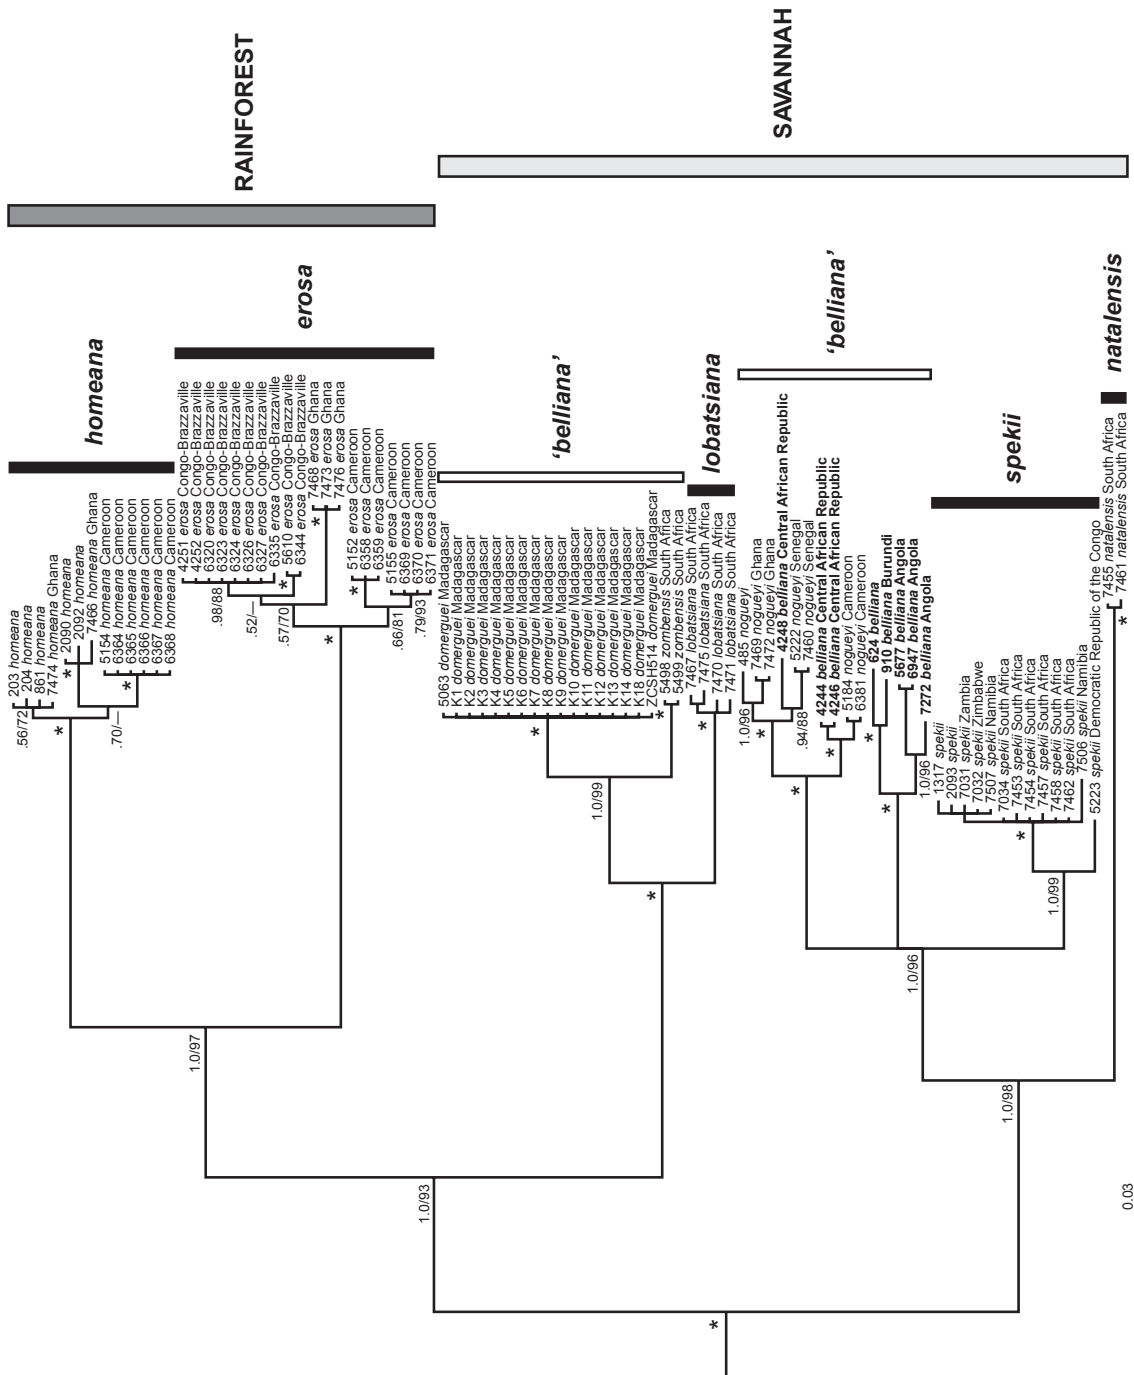 203 homeana
204 homeana
861 homeana
7474 homeana Ghana
2090 homeana
2092 homeana
7466 homeana Ghana
5154 homeana Cameroon
6364 homeana Cameroon
6365 homeana Cameroon
6366 homeana Cameroon
6367 homeana Cameroon
6368 homeana Cameroon
4251 erosa Congo-Brazzaville
4252 erosa Congo-Brazzaville
6320 erosa Congo-Brazzaville
6323 erosa Congo-Brazzaville
6324 erosa Congo-Brazzaville
6326 erosa Congo-Brazzaville
6327 erosa Congo-Brazzaville
6335 erosa Congo-Brazzaville
5610 erosa Congo-Brazzaville
6344 erosa Congo-Brazzaville
7468 erosa Ghana
7473 erosa Ghana
7476 erosa Ghana
5152 erosa Cameroon
6358 erosa Cameroon
6359 erosa Cameroon
5155 erosa Cameroon
6369 erosa Cameroon
6370 erosa Cameroon
6371 erosa Cameroon
5063 domerguei Madagascar
K1 domerguei Madagascar
K2 domerguei Madagascar
K3 domerguei Madagascar
K4 domerguei Madagascar
K5 domerguei Madagascar
K6 domerguei Madagascar
K7 domerguei Madagascar
K8 domerguei Madagascar
K9 domerguei Madagascar
K10 domerguei Madagascar
K11 domerguei Madagascar
K12 domerguei Madagascar
K13 domerguei Madagascar
K14 domerguei Madagascar
K18 domerguei Madagascar
ZCSH514 domerguei Madagascar
5498 zombensis South Africa
5499 zombensis South Africa
7467 lobatsiana South Africa
7475 lobatsiana South Africa
7470 lobatsiana South Africa
7471 lobatsiana South Africa
485 nogueyi
7469 nogueyi Ghana
7472 nogueyi Ghana
4248 belliana Central African Republic
5222 nogueyi Senegal
7460 nogueyi Senegal
4244 belliana Central African Republic
4246 belliana Central African Republic
5184 nogueyi Cameroon
6381 nogueyi Cameroon
624 belliana
910 belliana Burundi
5677 belliana Angola
6947 belliana Angola
7272 belliana Angola
1317 spekii
2093 spekii
7031 spekii Zambia
7032 spekii Zimbabwe
7507 spekii Namibia
7034 spekii South Africa
7453 spekii South Africa
7454 spekii South Africa
7457 spekii South Africa
7458 spekii South Africa
7462 spekii South Africa
7506 spekii Namibia
5223 spekii Democratic Republic of the Congo
7455 natalensis South Africa
7461 natalensis South Africa
homeana
erosa
'belliana'
lobatsiana
'belliana'
spekii
natalensis
RAINFOREST
SAVANNAH
.56/72
*
*
.70/—
*
1.0/97
.98/88
*
.52/—
*
.57/70
*
*
.66/81
.79/93
1.0/93
*
*
1.0/99
*
*
1.0/96
*
.94/88
*
*
*
*
1.0/96
1.0/96
*
1.0/99
1.0/98
*
0.03